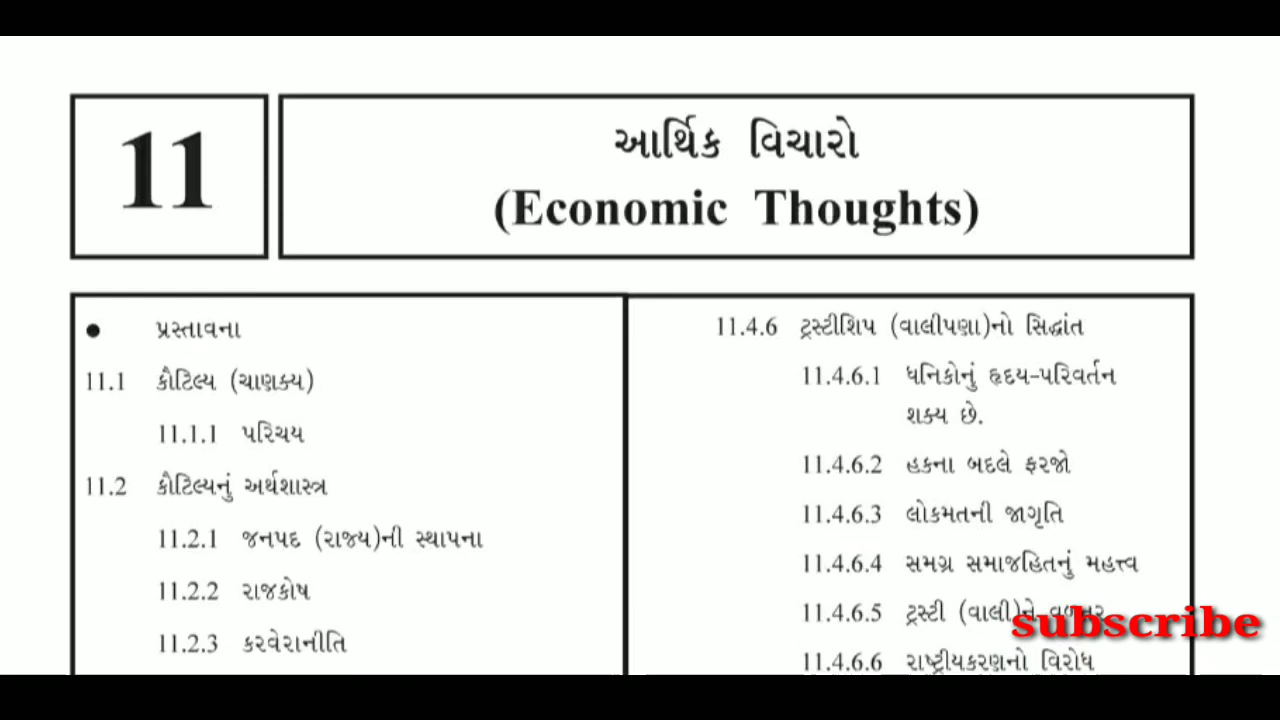 11
આર્થિક વિચારો
(Economic Thoughts)
● પ્રસ્તાવના
11.1 કૌટિલ્ય (ચાણક્ય)
11.1.1 પરિચય
11.2 કૌટિલ્યનું અર્થશાસ્ત્ર
11.2.1 જનપદ (રાજ્ય)ની સ્થાપના
11.2.2 રાજકોષ
11.2.3 કરવેરાનીતિ
11.4.6 ટ્રસ્ટીશિપ (વાલીપણા)નો સિદ્ધાંત
11.4.6.1 ધનિકોનું હૃદય-પરિવર્તન
શક્ય છે.
11.4.6.2 હકના બદલે ફરજો
11.4.6.3 લોકમતની જાગૃતિ
11.4.6.4 સમગ્ર સમાજહિતનું મહત્ત્વ
11.4.6.5 ટ્રસ્ટી (વાલી)ને
11.4.6.6 રાષ્ટ્રીયકરણનો વિરોધ
subscribe